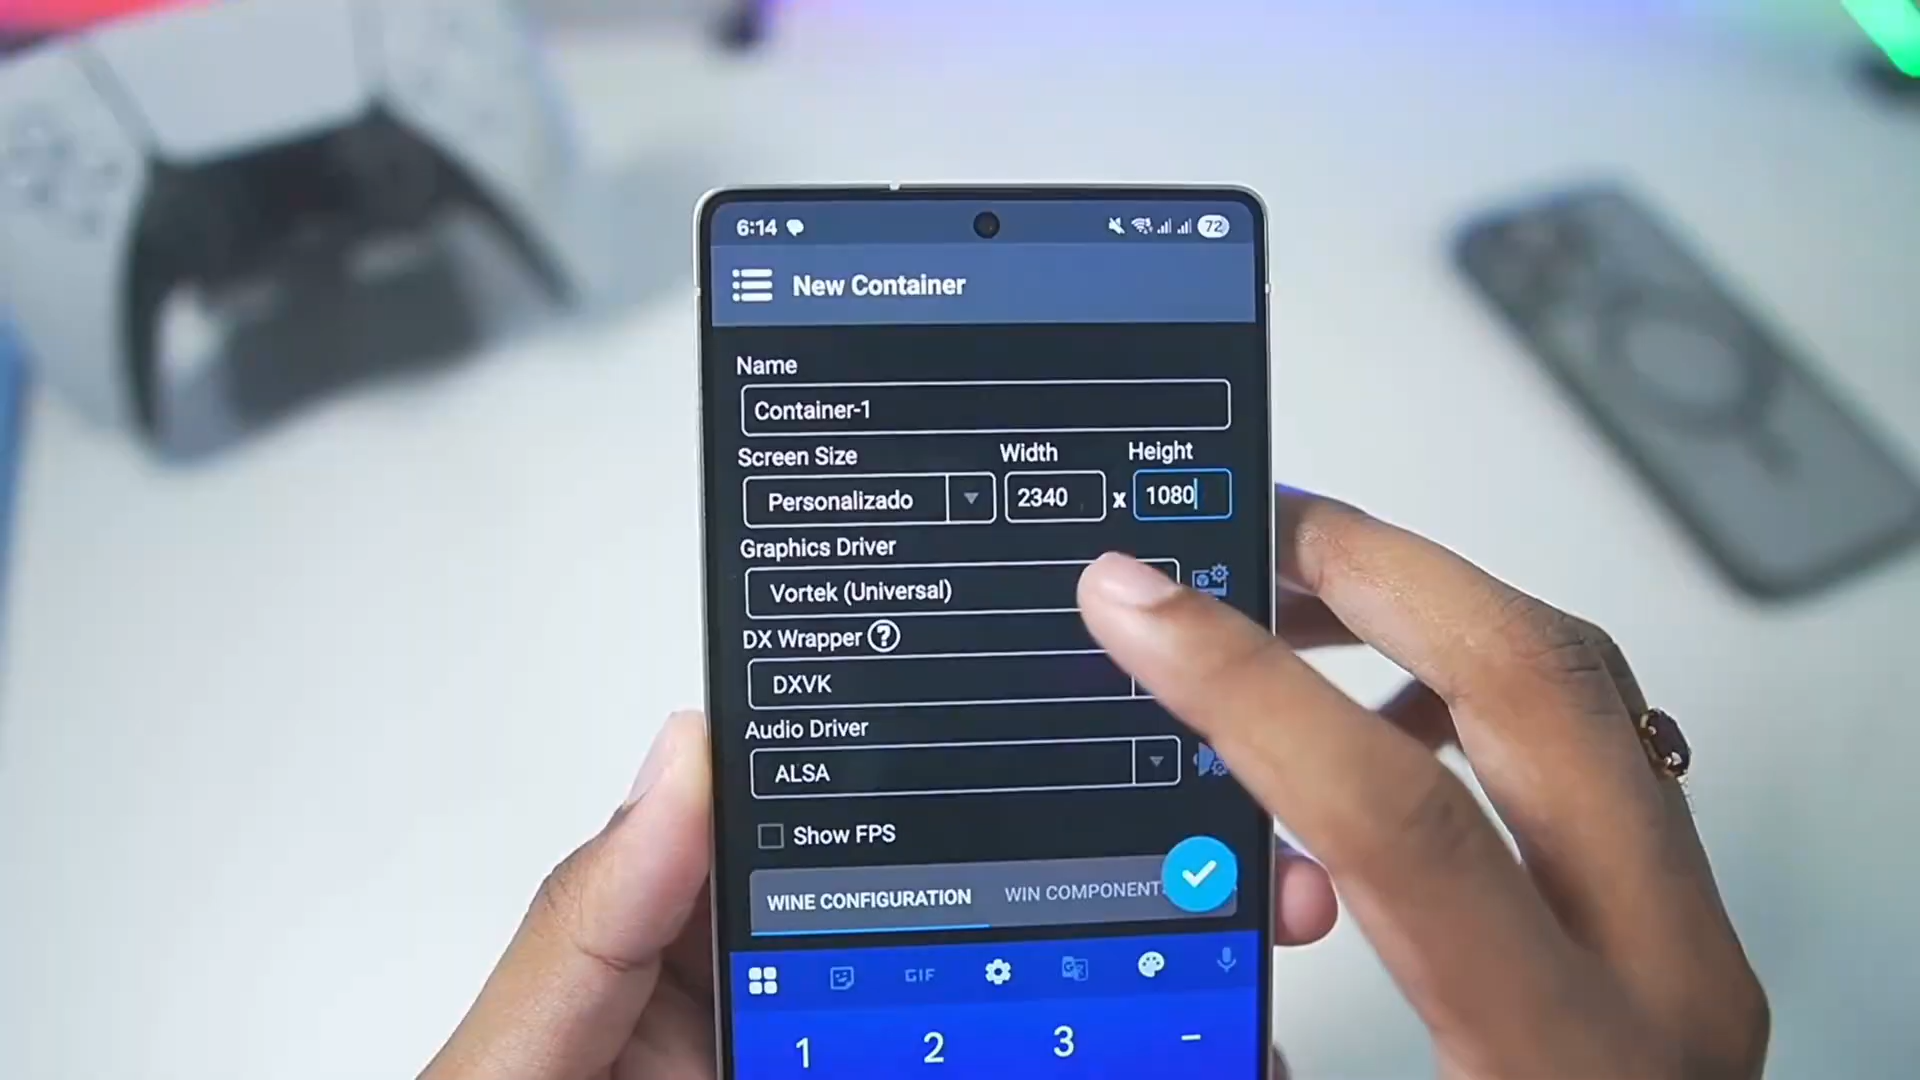 6:14
72
New Container
Name
Container-1
Screen Size
Width
Height
Personalizado
2340
x
1080
Graphics Driver
Vortek (Universal)
DX Wrapper ?
DXVK
Audio Driver
ALSA
Show FPS
WINE CONFIGURATION
WIN COMPONENT
GIF
1
2
3
-